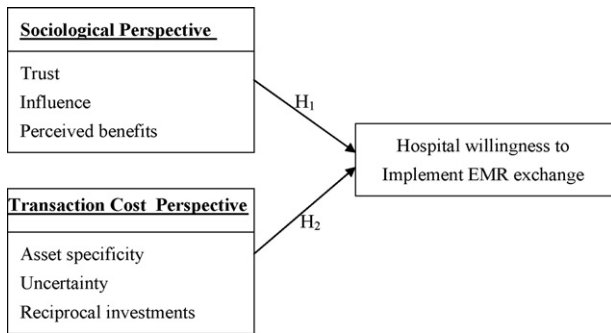 Sociological Perspective
Trust
Influence
Perceived benefits
H1
Hospital willingness to
Implement EMR exchange
Transaction Cost Perspective
Asset specificity
Uncertainty
Reciprocal investments
H2